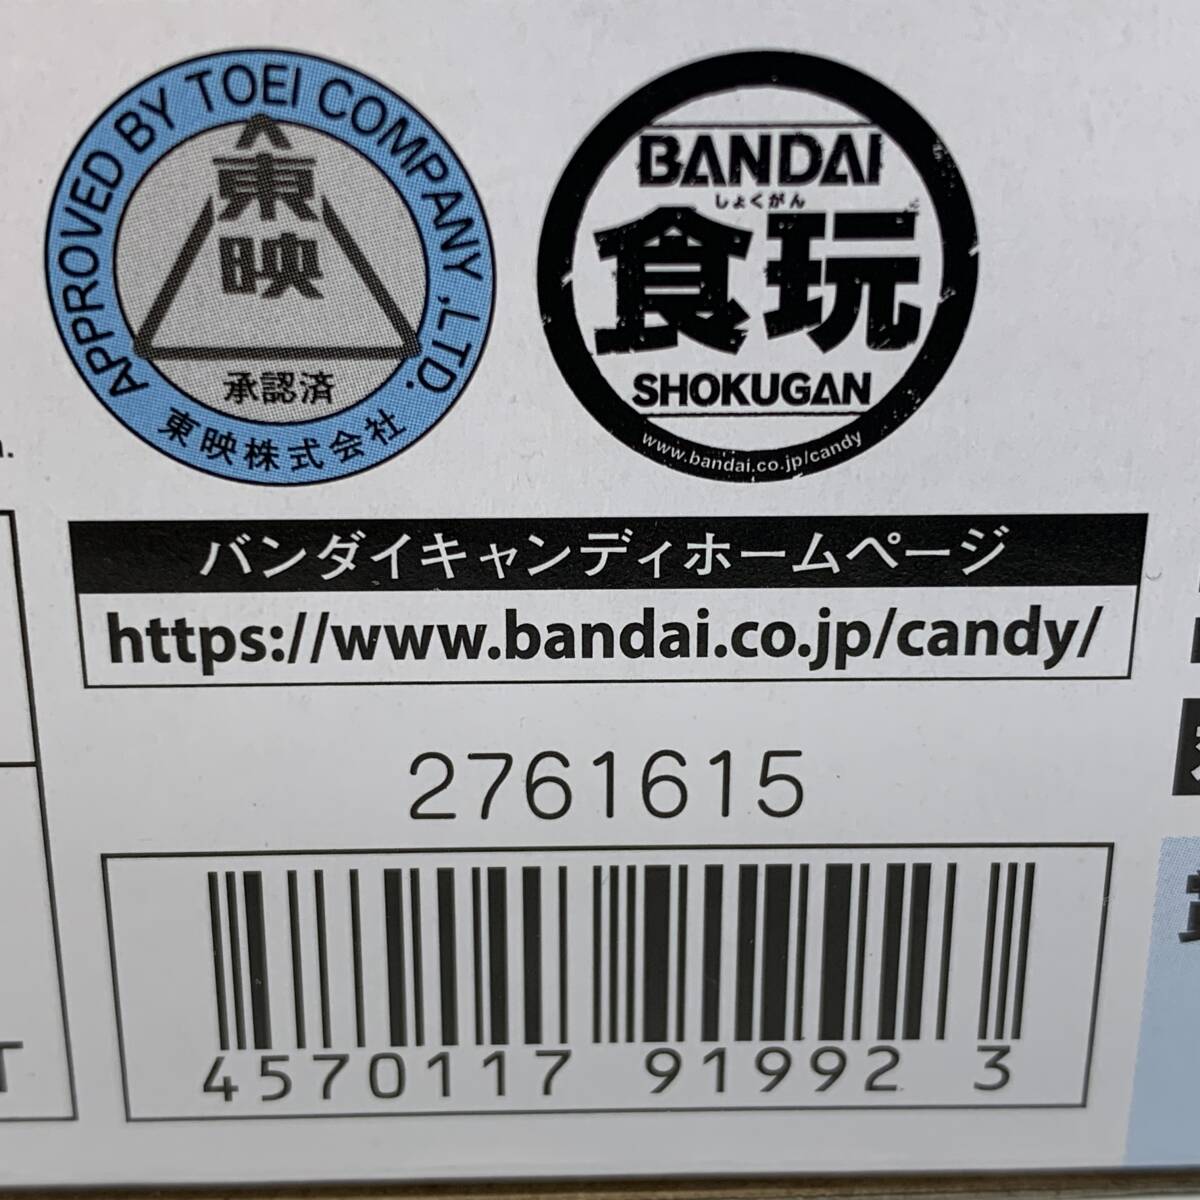 APPROVED BY TOEI COMPANY ,LTD.
東映
承認済
東映株式会社
BANDAI
しょくがん
食玩
SHOKUGAN
www.bandai.co.jp/candy
バンダイキャンディホームページ
https://www.bandai.co.jp/candy/
2761615
4570117 91992 3
T